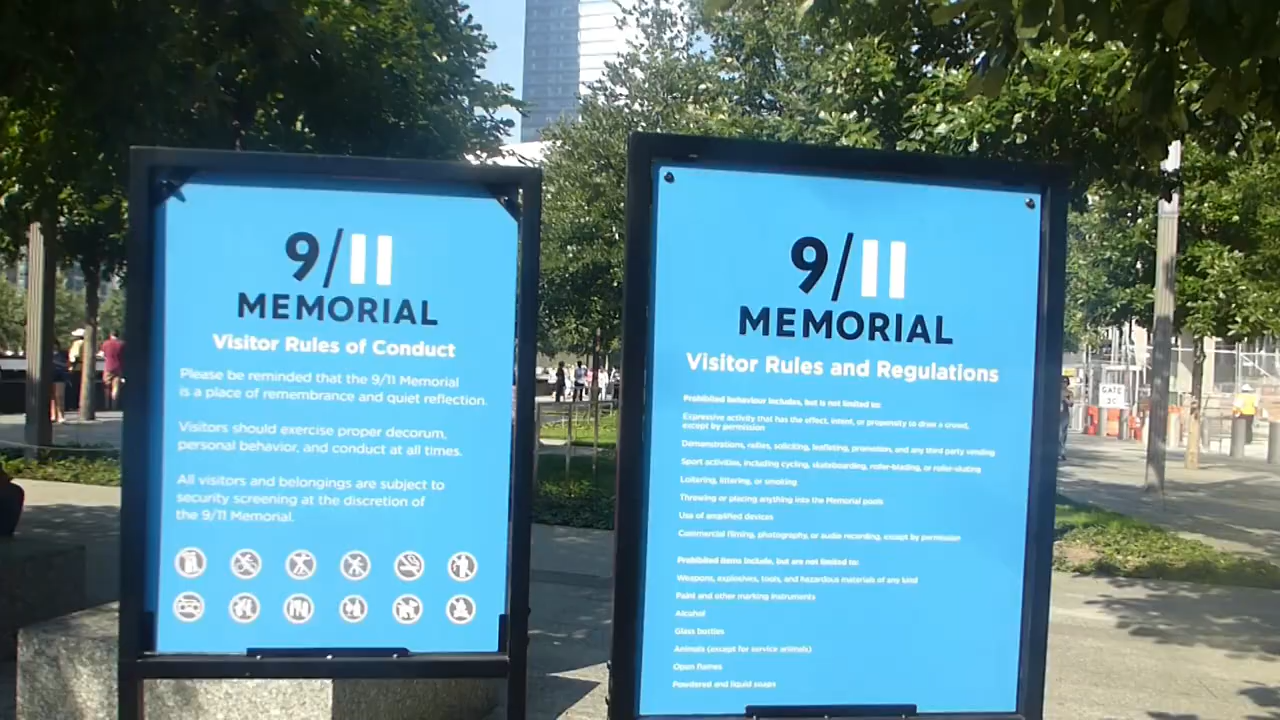 9/11
MEMORIAL
Visitor Rules of Conduct
Please be reminded that the 9/11 Memorial
is a place of remembrance and quiet reflection.
Visitors should exercise proper decorum,
personal behavior, and conduct at all times.
All visitors and belongings are subject to
security screening at the discretion of
the 9/11 Memorial.
9/11
MEMORIAL
Visitor Rules and Regulations
Prohibited behaviour includes, but is not limited to:
Expressive activity that has the effect, intent, or propensity to draw a crowd,
except by permission
Demonstrations, rallies, soliciting, leafleting, promotion, and any third party vending
Sport activities, including cycling, skateboarding, roller-blading, or roller-skating
Loitering, littering, or smoking
Throwing or placing anything into the Memorial pools
Use of amplified devices
Commercial filming, photography, or audio recording, except by permission
Prohibited items include, but are not limited to:
Weapons, explosives, tools, and hazardous materials of any kind
Paint and other marking instruments
Alcohol
Glass bottles
Animals (except for service animals)
Open flames
Powdered and liquid soaps
GATE